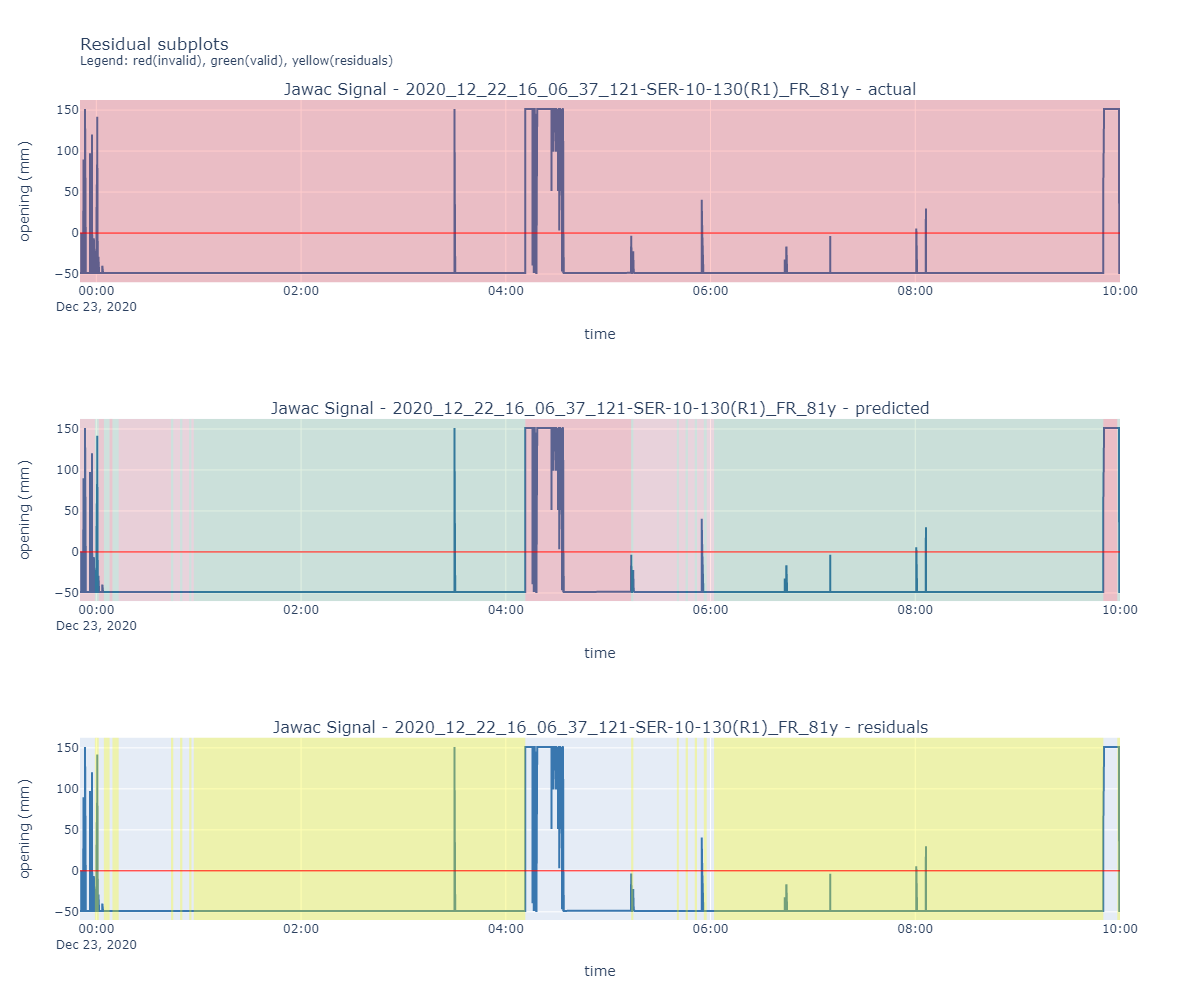 Residual subplots
Legend: red(invalid), green(valid), yellow(residuals)
Jawac Signal - 2020_12_22_16_06_37_121-SER-10-130(R1)_FR_81y - actual
150
100
50
0
−50
opening (mm)
00:00 02:00 04:00 06:00 08:00 10:00
Dec 23, 2020
time
Jawac Signal - 2020_12_22_16_06_37_121-SER-10-130(R1)_FR_81y - predicted
150
100
50
0
−50
opening (mm)
00:00 02:00 04:00 06:00 08:00 10:00
Dec 23, 2020
time
Jawac Signal - 2020_12_22_16_06_37_121-SER-10-130(R1)_FR_81y - residuals
150
100
50
0
−50
opening (mm)
00:00 02:00 04:00 06:00 08:00 10:00
Dec 23, 2020
time